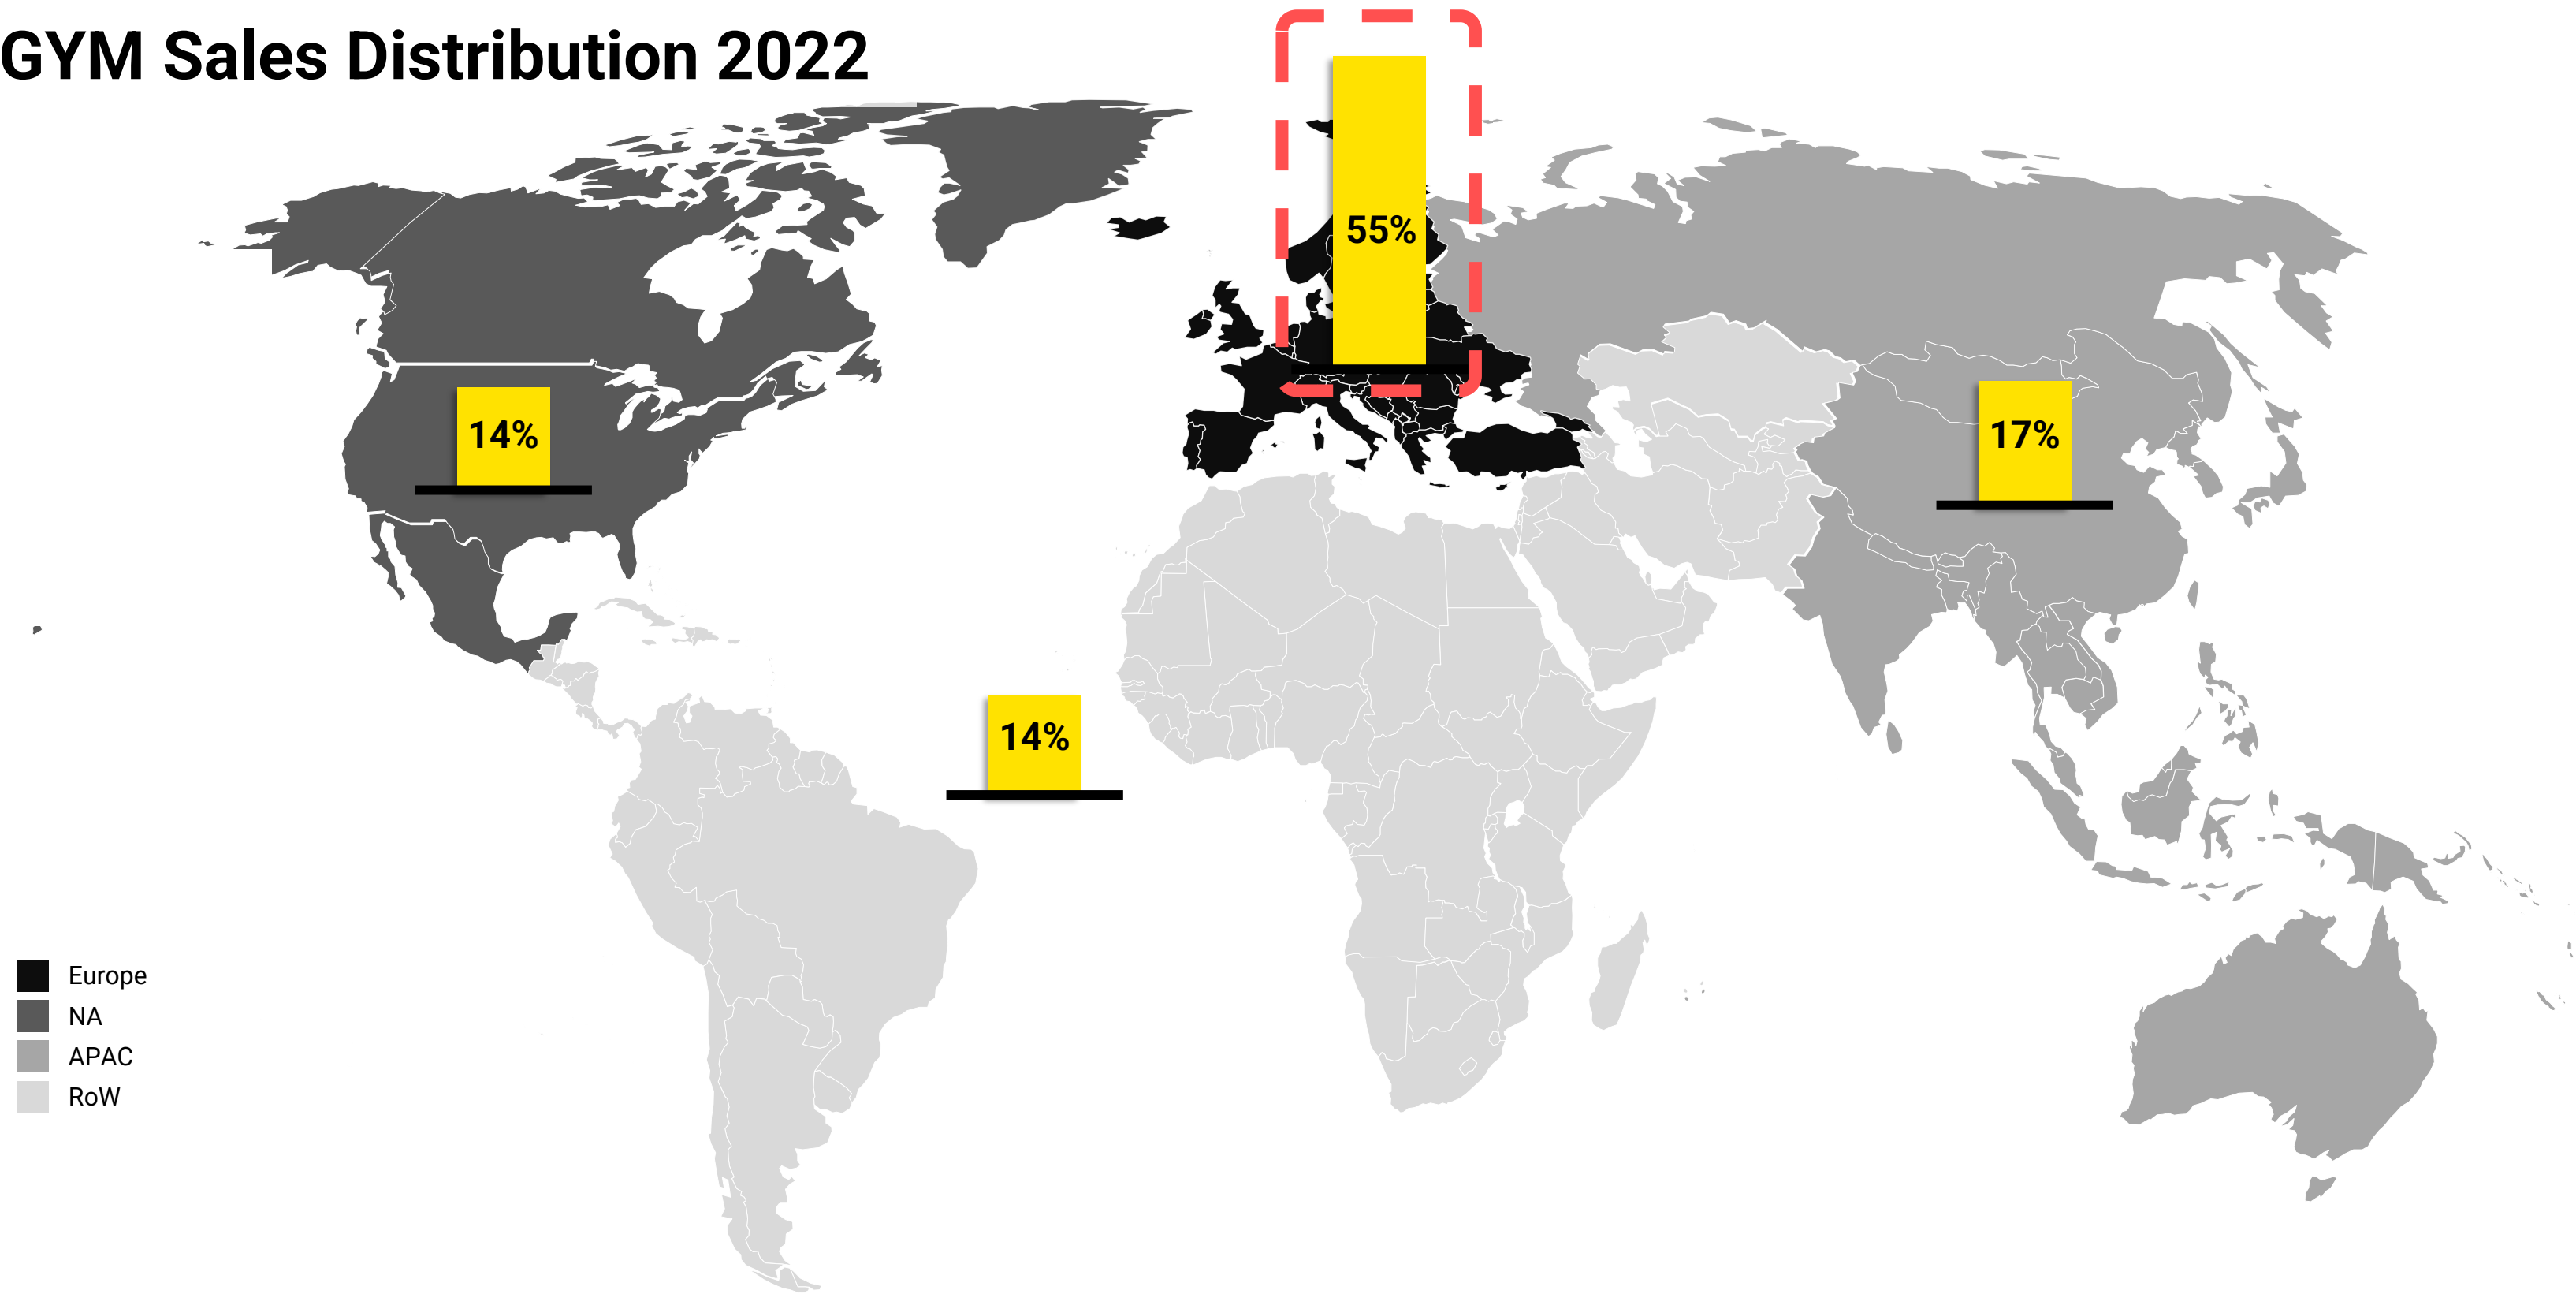 GYM Sales Distribution 2022
55%
14%
17%
14%
Europe
NA
APAC
RoW